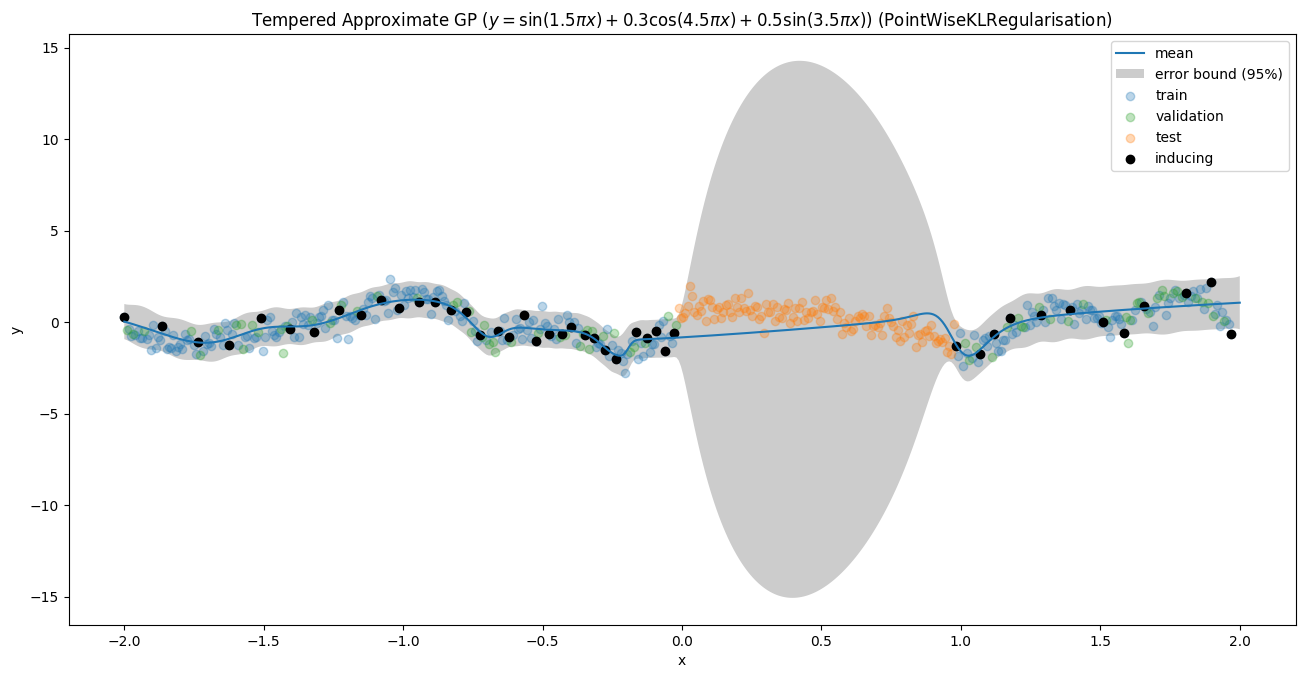 Tempered Approximate GP (y = sin(1.5πx) + 0.3cos(4.5πx) + 0.5sin(3.5πx)) (PointWiseKLRegularisation)
mean
error bound (95%)
train
validation
test
inducing
15
10
5
0
−5
−10
−15
y
−2.0 −1.5 −1.0 −0.5 0.0 0.5 1.0 1.5 2.0
x